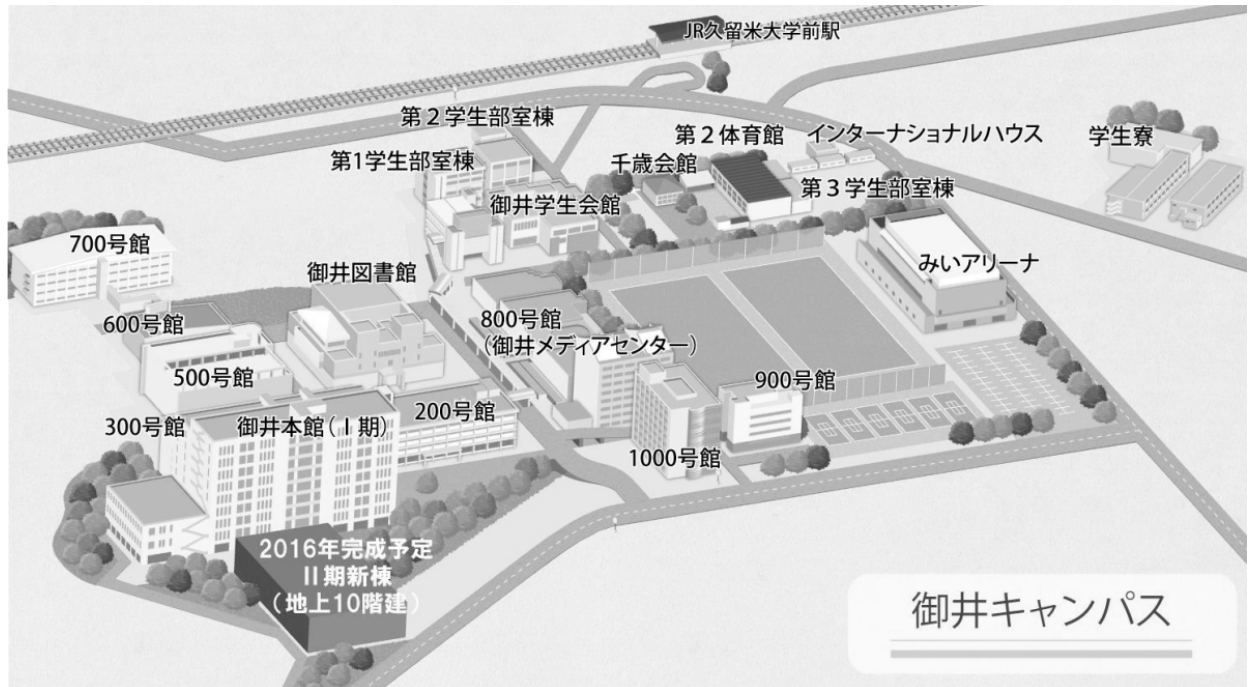 JR久留米大学前駅
第2学生部室棟
第1学生部室棟
第2体育館
インターナショナルハウス
学生寮
千歳会館
第3学生部室棟
御井学生会館
700号館
みいアリーナ
御井図書館
600号館
800号館
（御井メディアセンター）
500号館
900号館
300号館
御井本館（Ⅰ期）
200号館
1000号館
2016年完成予定
Ⅱ期新棟
（地上10階建）
御井キャンパス